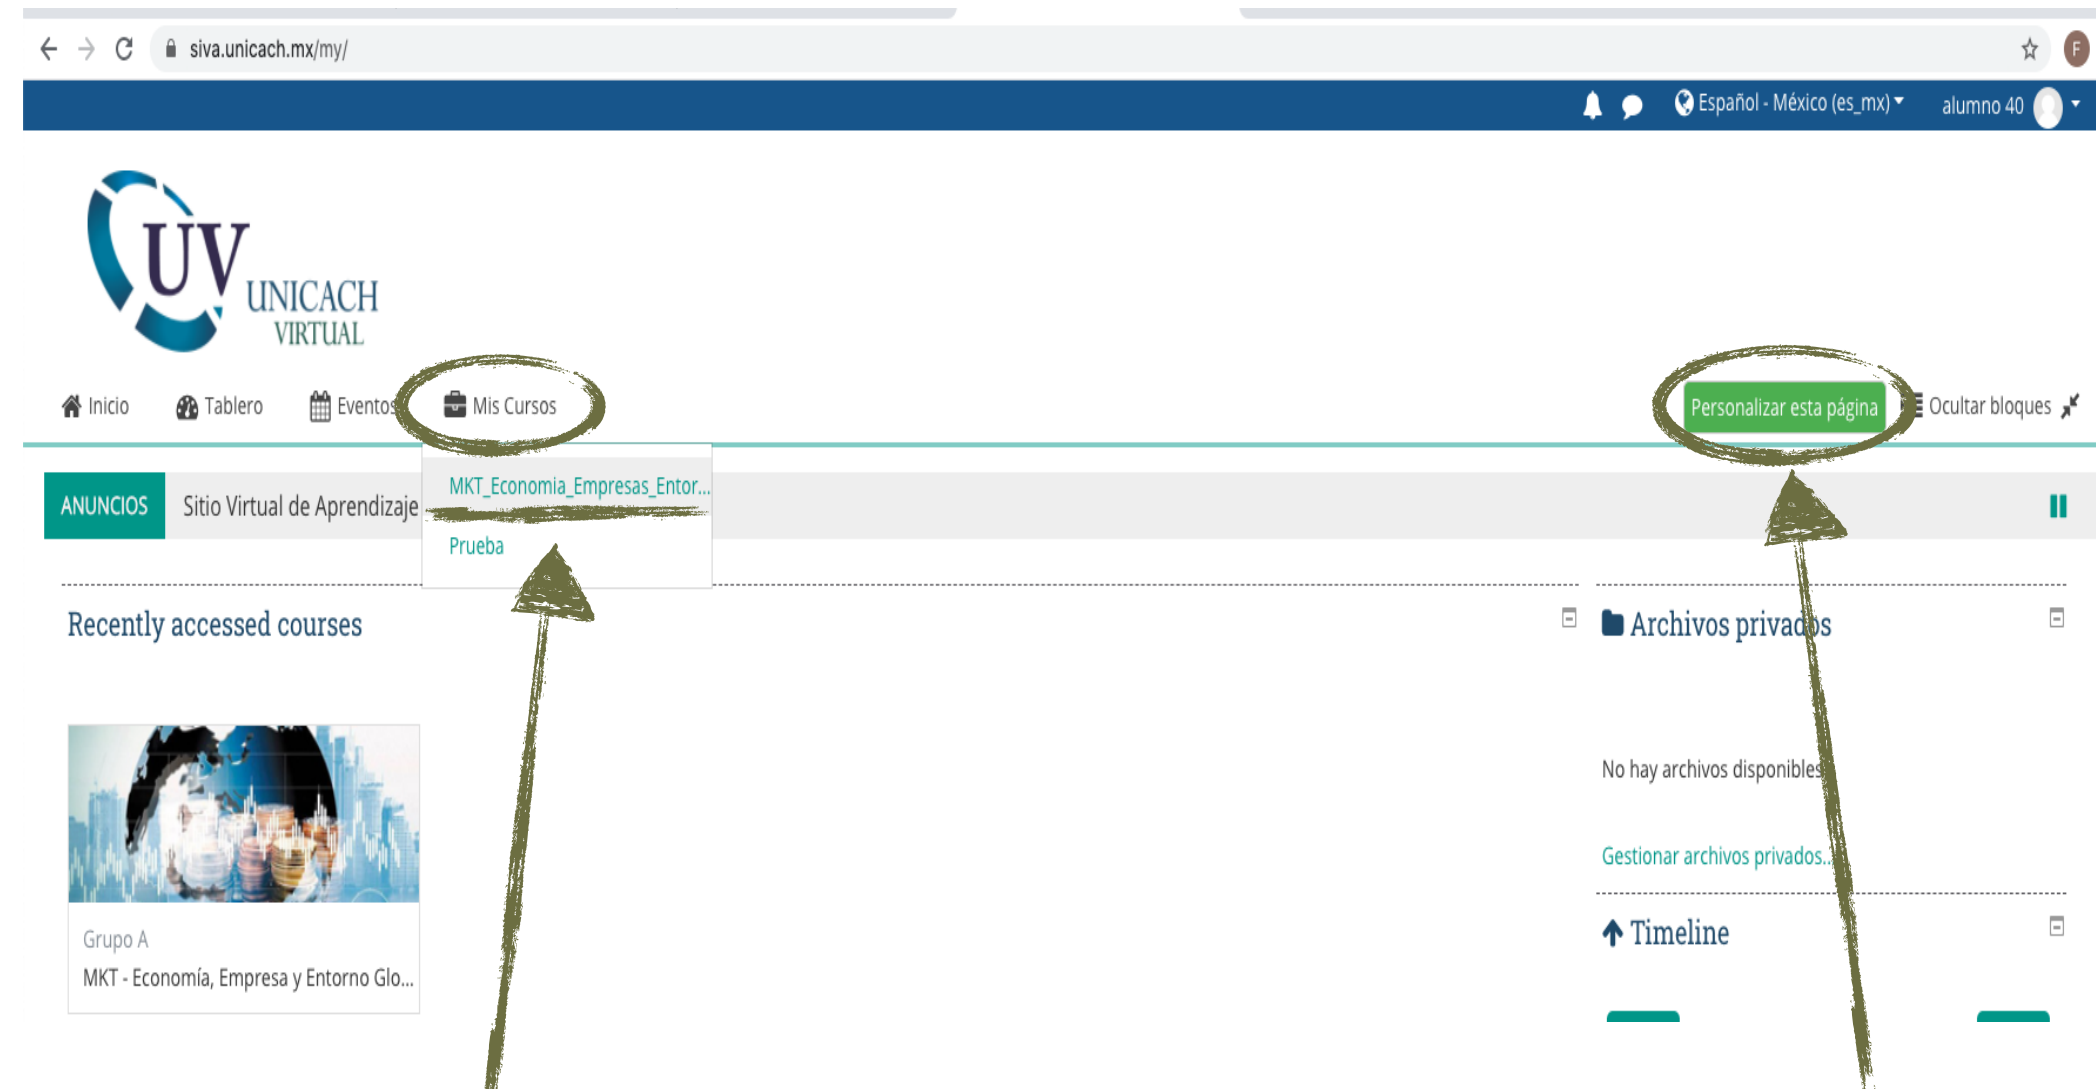 siva.unicach.mx/my/
F
Español - México (es_mx)
alumno 40
UV
UNICACH
VIRTUAL
Inicio
Tablero
Eventos
Mis Cursos
Personalizar esta página
Ocultar bloques
ANUNCIOS
Sitio Virtual de Aprendizaje
MKT_Economia_Empresas_Entor...
Prueba
Recently accessed courses
Archivos privados
No hay archivos disponibles
Gestionar archivos privados...
Timeline
Grupo A
MKT - Economía, Empresa y Entorno Glo...